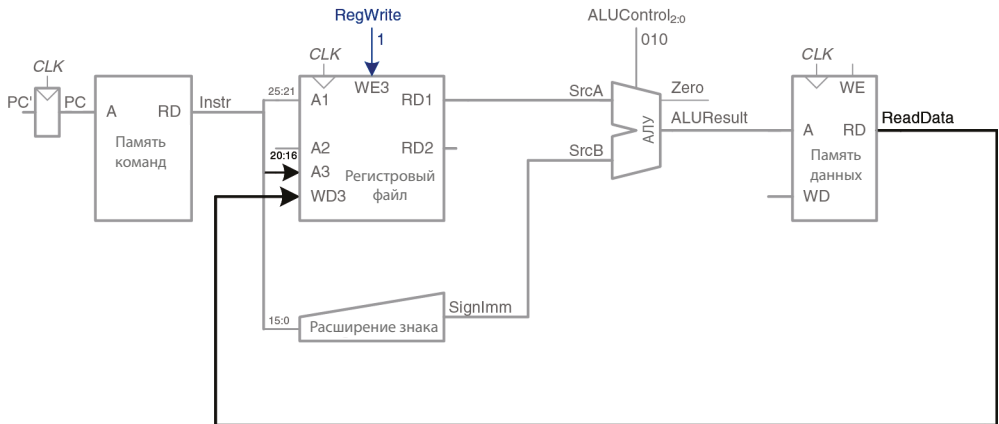 RegWrite
1
CLK
PC'
PC
A
RD
Память
команд
Instr
25:21
20:16
15:0
CLK
WE3
A1
RD1
A2
RD2
A3
Регистровый
файл
WD3
Расширение знака
SignImm
ALUControl2:0
010
SrcA
SrcB
АЛУ
Zero
ALUResult
CLK
WE
A
RD
Память
данных
WD
ReadData